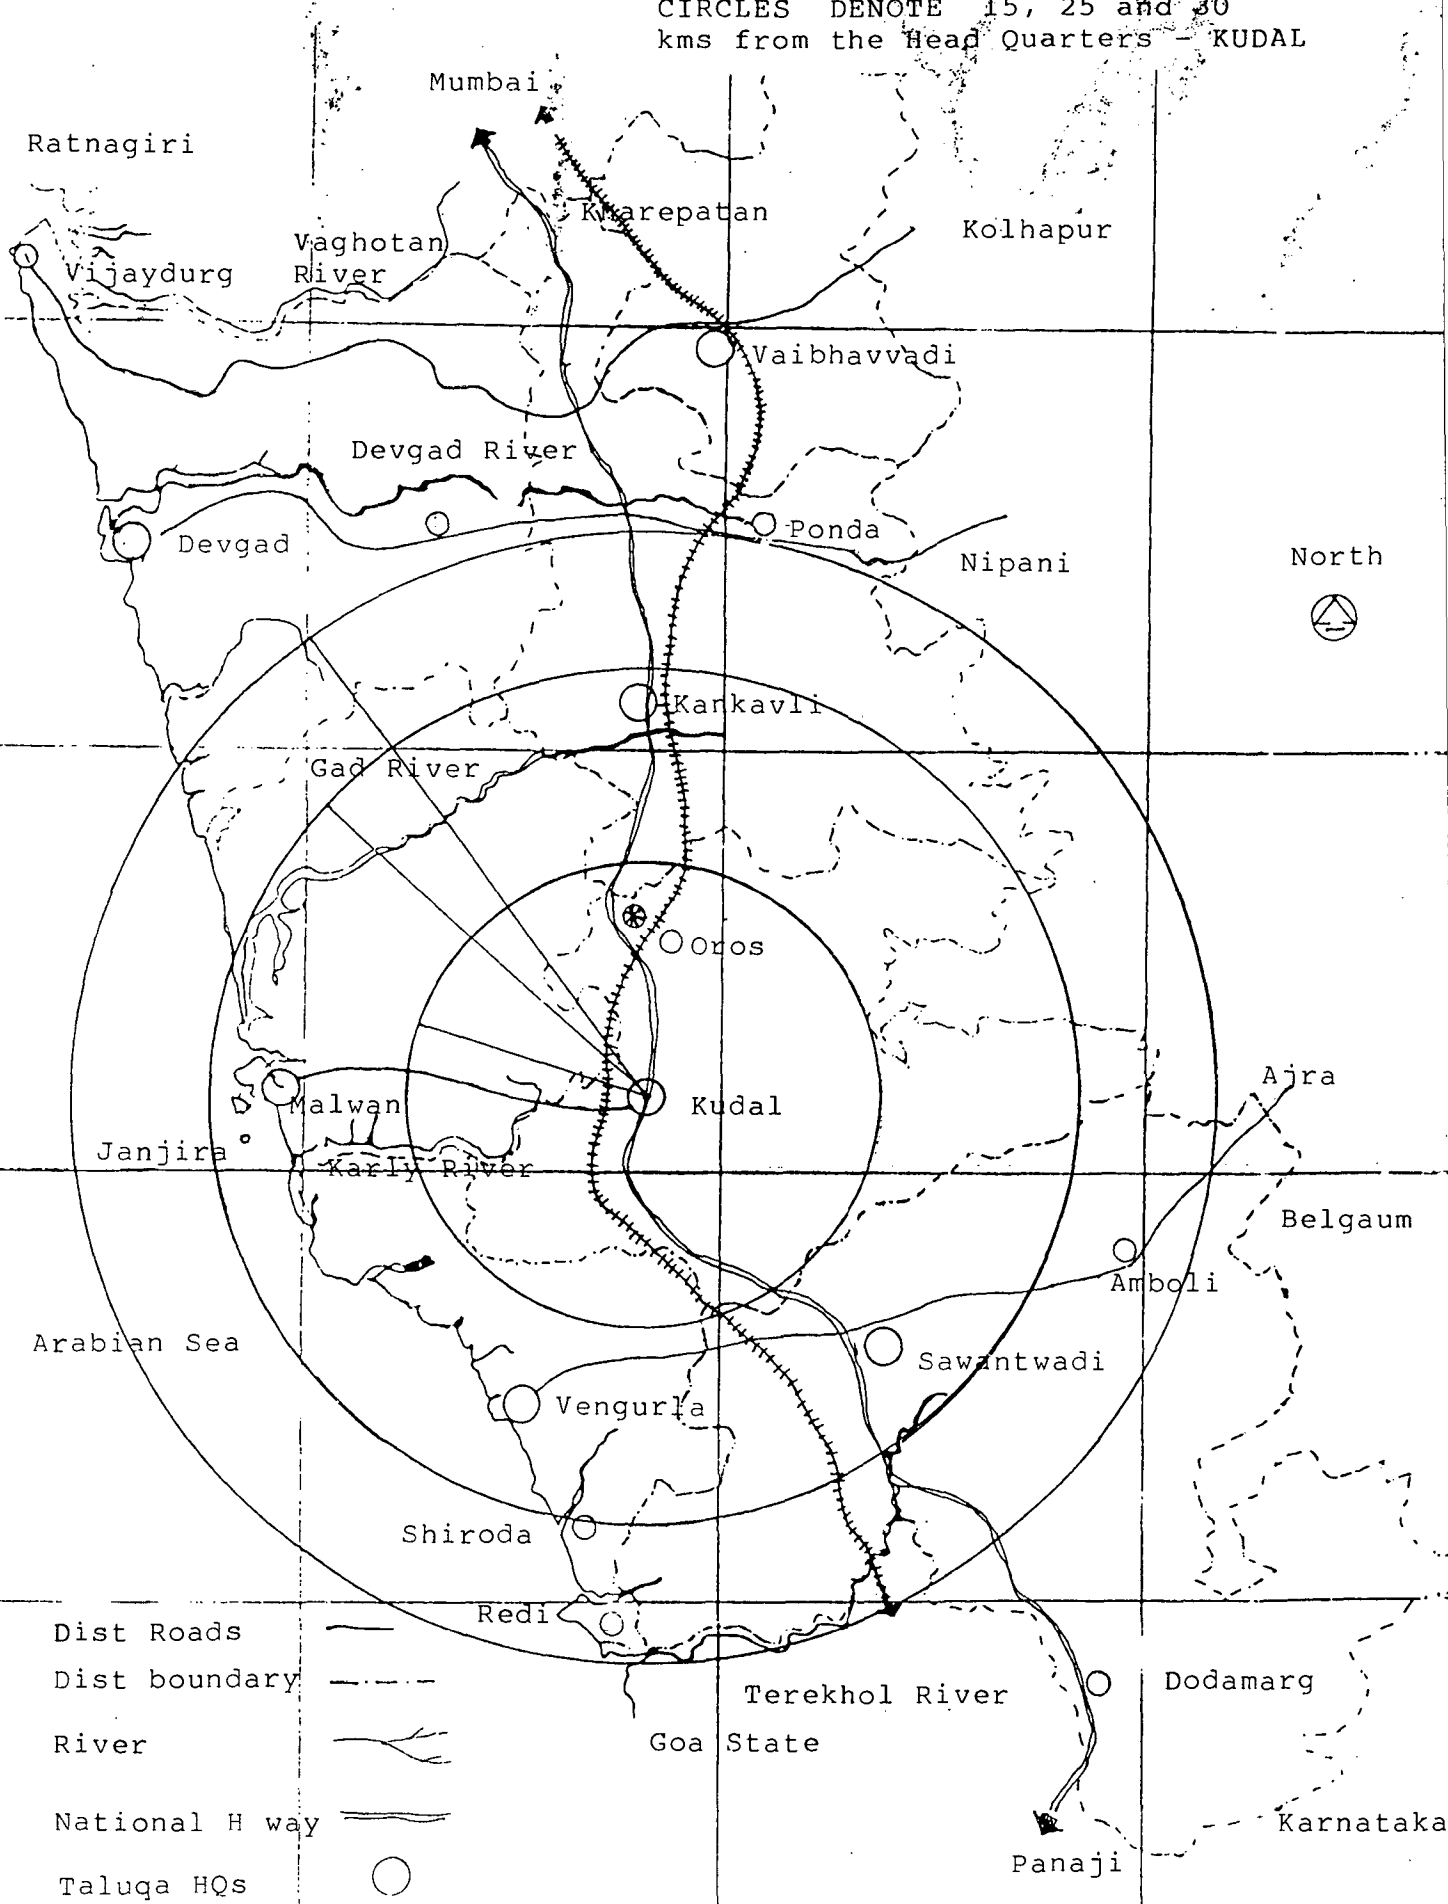 CIRCLES DENOTE 15, 25 and 30
kms from the Head Quarters - KUDAL
Mumbai
Ratnagiri
Kharepatan
Kolhapur
Vaghotan
River
Vijaydurg
Vaibhavvadi
Devgad River
Ponda
Devgad
Nipani
North
Kankavli
Gad River
Oros
Ajra
Malwan
Kudal
Janjira
Karly River
Belgaum
Amboli
Arabian Sea
Sawantwadi
Vengurla
Shiroda
Redi
Dist Roads
Dist boundary
Terekhol River
Dodamarg
River
Goa State
National H way
Karnataka
Panaji
Taluqa HQs